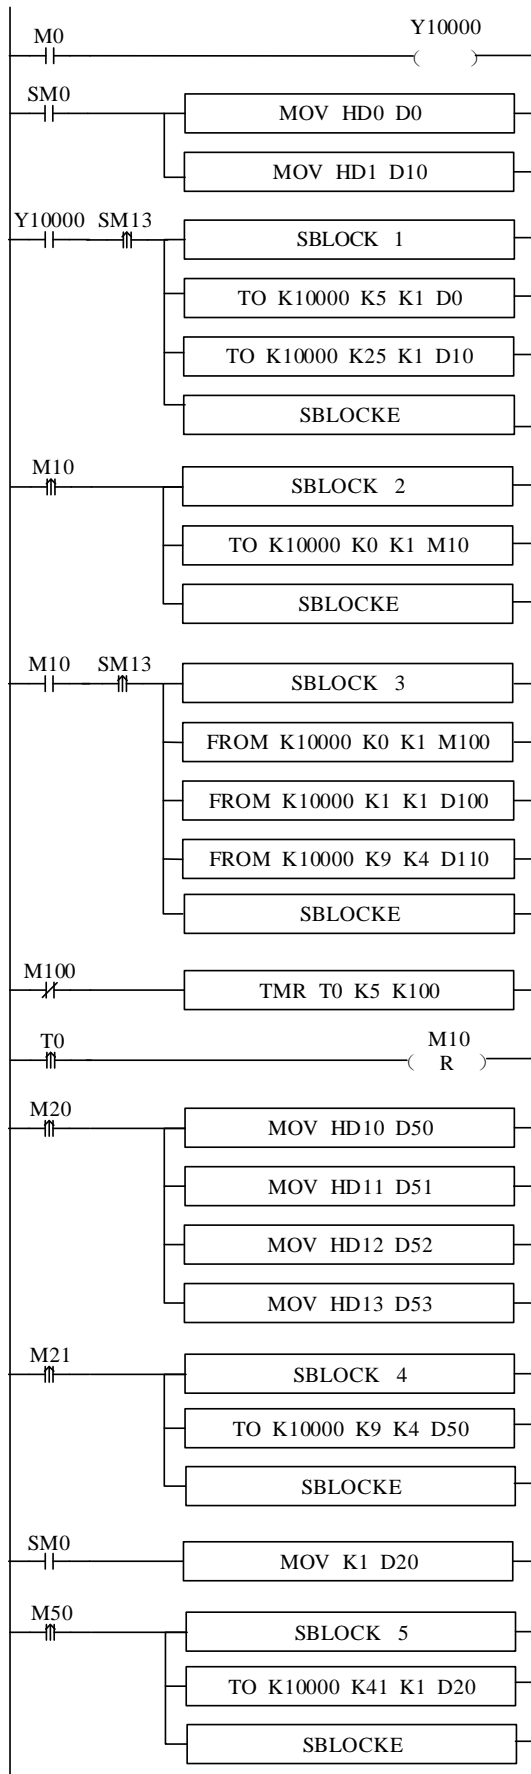 M0 Y10000
( )
SM0
MOV HD0 D0
MOV HD1 D10
Y10000 SM13
SBLOCK 1
TO K10000 K5 K1 D0
TO K10000 K25 K1 D10
SBLOCKE
M10
SBLOCK 2
TO K10000 K0 K1 M10
SBLOCKE
M10 SM13
SBLOCK 3
FROM K10000 K0 K1 M100
FROM K10000 K1 K1 D100
FROM K10000 K9 K4 D110
SBLOCKE
M100
TMR T0 K5 K100
T0 M10
( R )
M20
MOV HD10 D50
MOV HD11 D51
MOV HD12 D52
MOV HD13 D53
M21
SBLOCK 4
TO K10000 K9 K4 D50
SBLOCKE
SM0
MOV K1 D20
M50
SBLOCK 5
TO K10000 K41 K1 D20
SBLOCKE